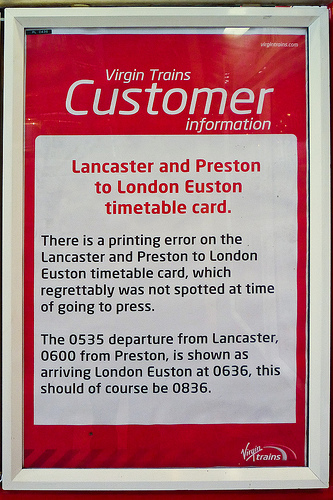 virgintrains.com
Virgin Trains
Customer
information
Lancaster and Preston
to London Euston
timetable card.
There is a printing error on the
Lancaster and Preston to London
Euston timetable card, which
regrettably was not spotted at time
of going to press.
The 0535 departure from Lancaster,
0600 from Preston, is shown as
arriving London Euston at 0636, this
should of course be 0836.
Virgin
trains